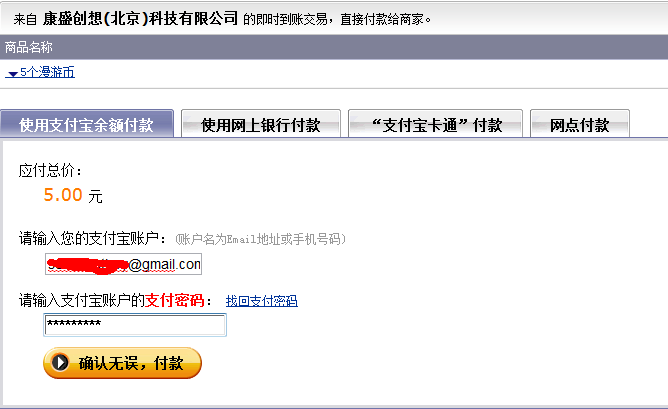 来自 康盛创想(北京)科技有限公司 的即时到账交易，直接付款给商家。
商品名称
5个漫游币
使用支付宝余额付款 使用网上银行付款 “支付宝卡通”付款 网点付款
应付总价：
5.00 元
请输入您的支付宝账户：(账户名为Email地址或手机号码)
@gmail.com
请输入支付宝账户的支付密码： 找回支付密码
*********
确认无误，付款